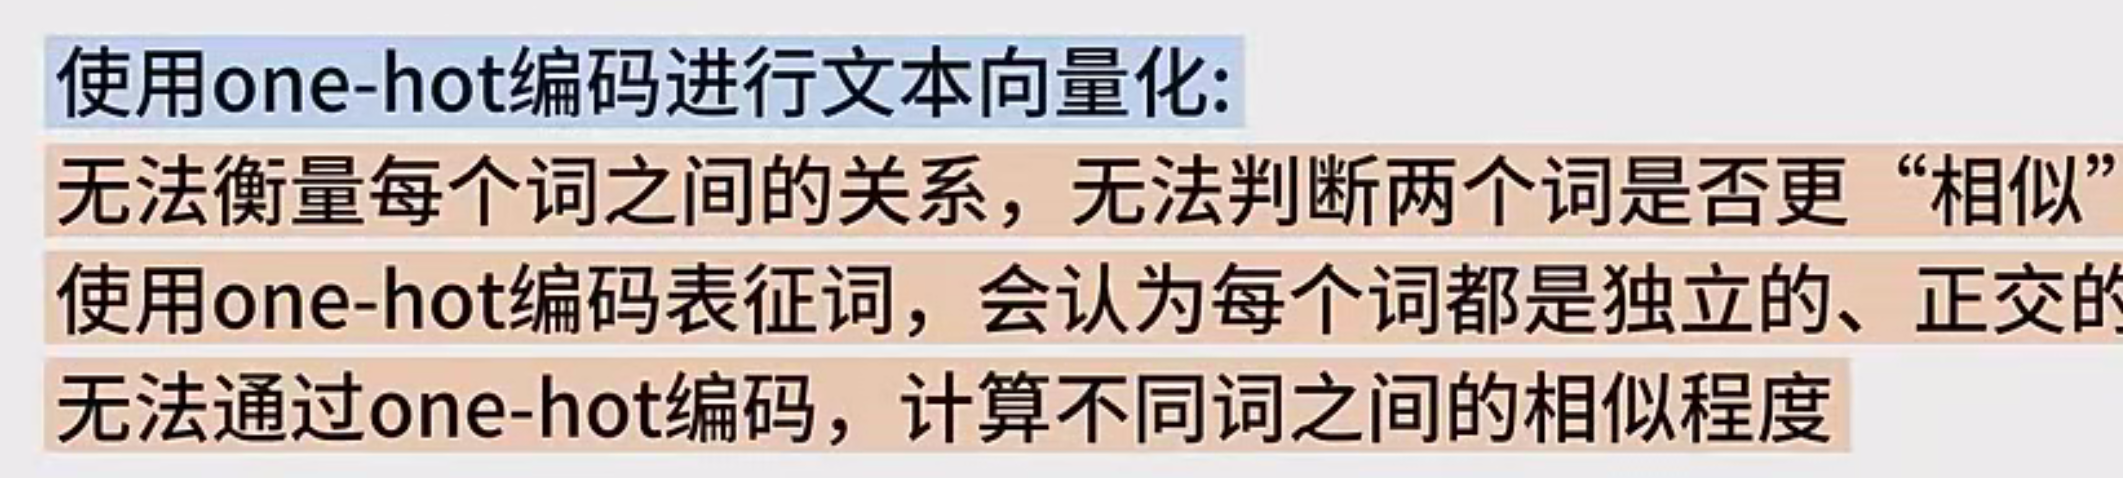 使用one-hot编码进行文本向量化:
无法衡量每个词之间的关系，无法判断两个词是否更“相似”
使用one-hot编码表征词，会认为每个词都是独立的、正交的
无法通过one-hot编码，计算不同词之间的相似程度